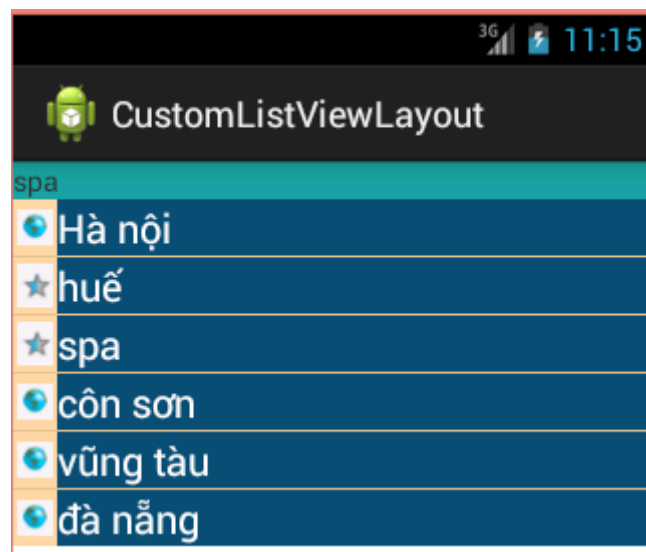 3G 11:15
CustomListViewLayout
spa
Hà nội
huế
spa
côn sơn
vũng tàu
đà nẵng